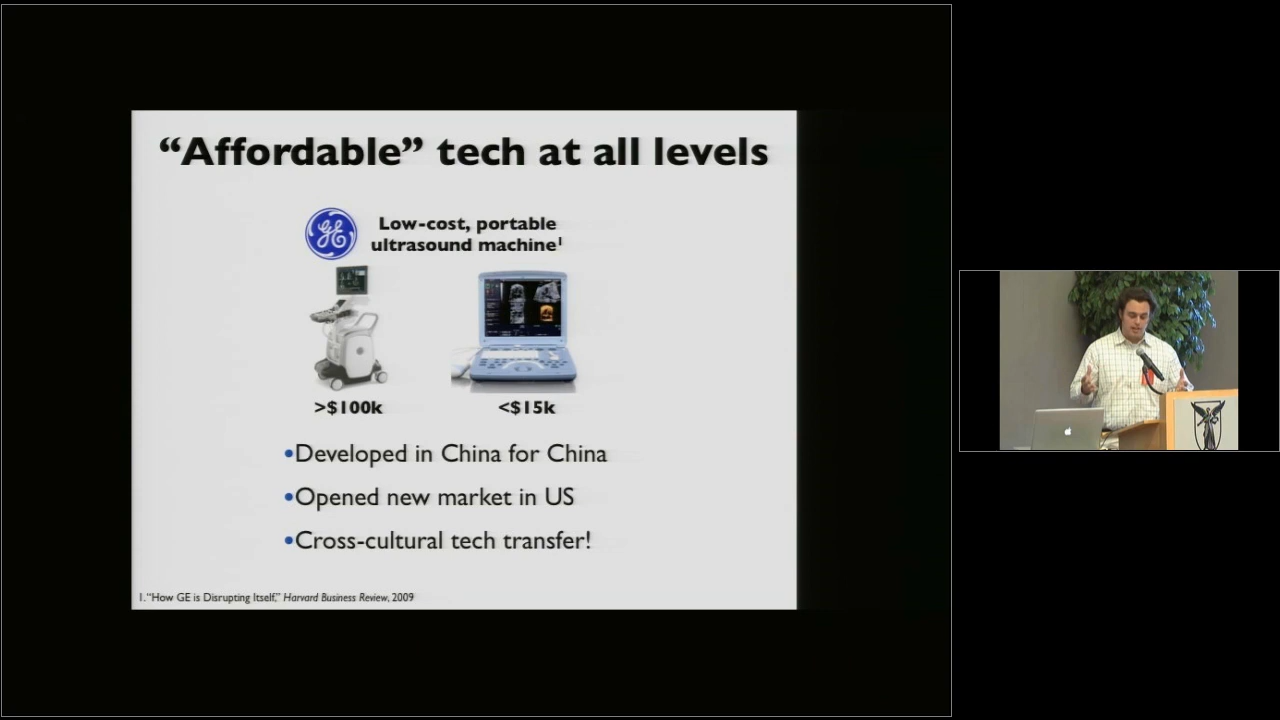 “Affordable” tech at all levels
GE
Low-cost, portable
ultrasound machine¹
>$100k
<$15k
•Developed in China for China
•Opened new market in US
•Cross-cultural tech transfer!
1. “How GE is Disrupting Itself,” Harvard Business Review, 2009